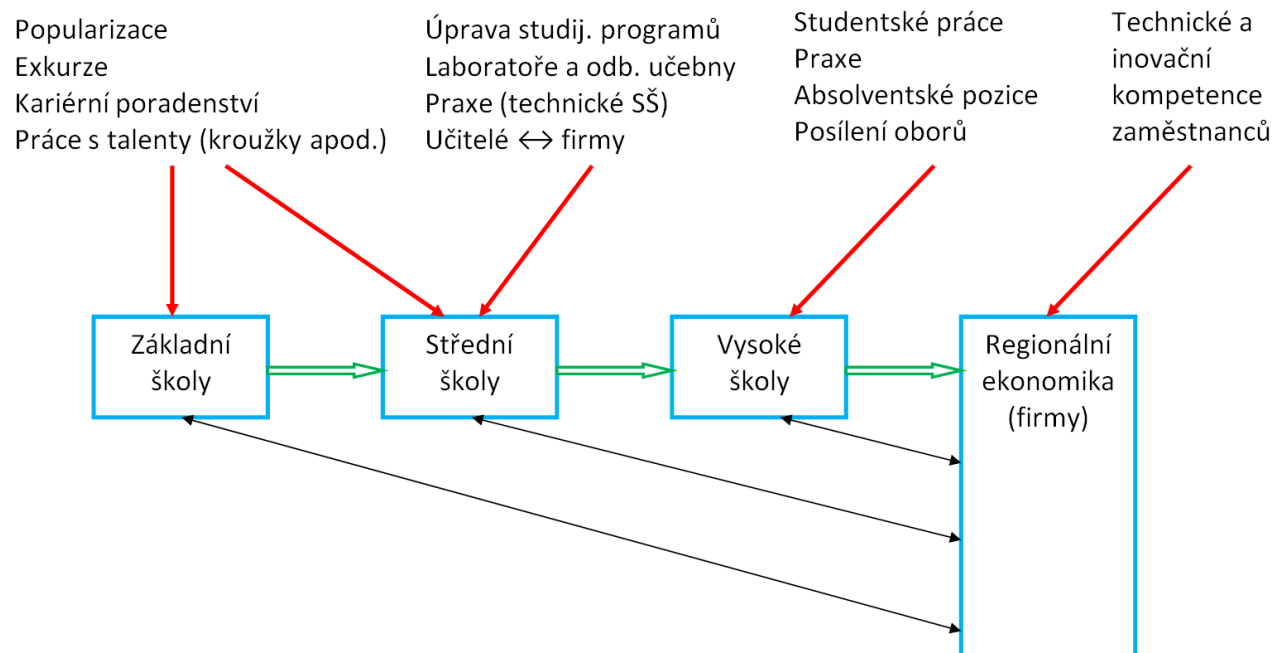 Popularizace
Exkurze
Kariérní poradenství
Práce s talenty (kroužky apod.)
Úprava studij. programů
Laboratoře a odb. učebny
Praxe (technické SŠ)
Učitelé ↔ firmy
Studentské práce
Praxe
Absolventské pozice
Posílení oborů
Technické a
inovační
kompetence
zaměstnanců
Základní
školy
Střední
školy
Vysoké
školy
Regionální
ekonomika
(firmy)